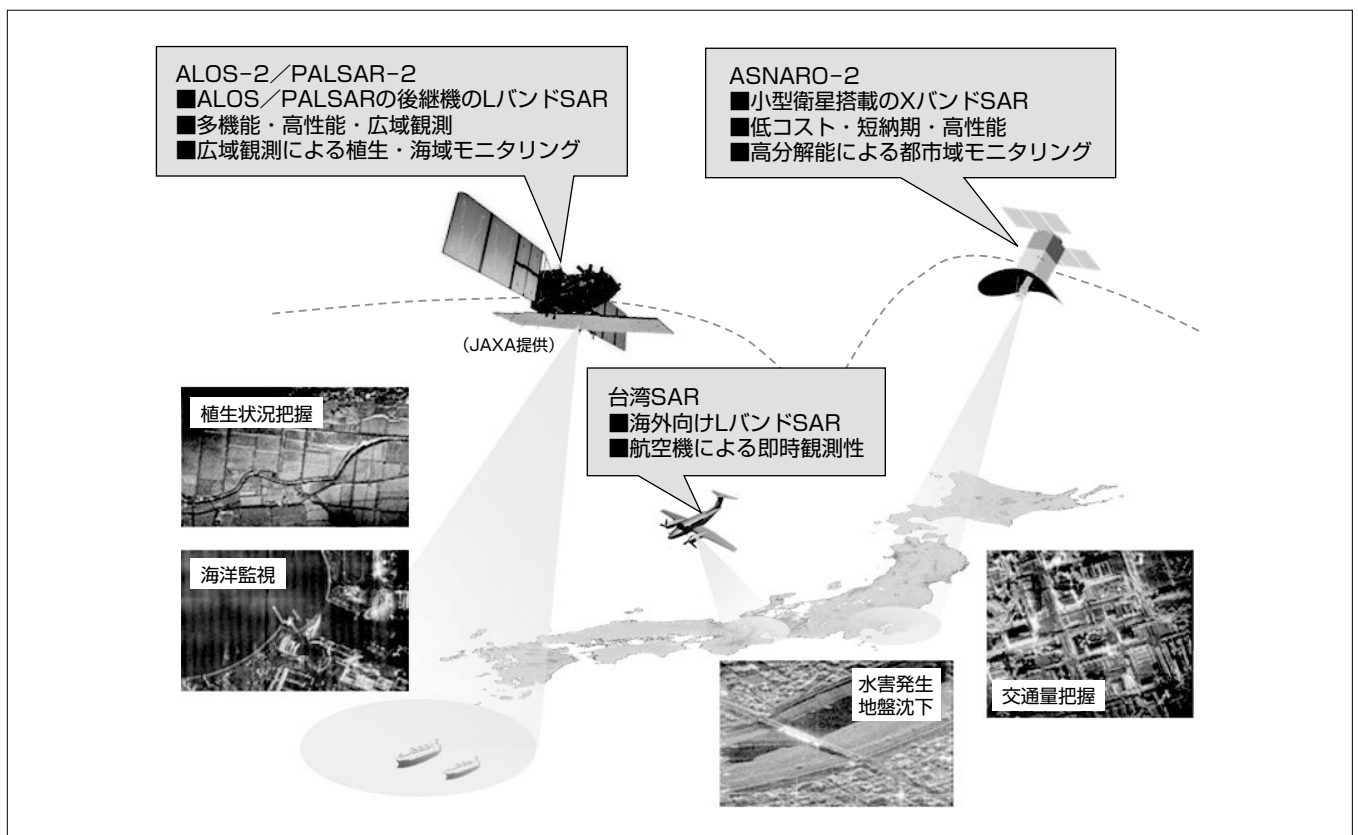 ALOS-2／PALSAR-2
■ALOS／PALSARの後継機のLバンドSAR
■多機能・高性能・広域観測
■広域観測による植生・海域モニタリング
ASNARO-2
■小型衛星搭載のXバンドSAR
■低コスト・短納期・高性能
■高分解能による都市域モニタリング
（JAXA提供）
台湾SAR
■海外向けLバンドSAR
■航空機による即時観測性
植生状況把握
海洋監視
水害発生
地盤沈下
交通量把握